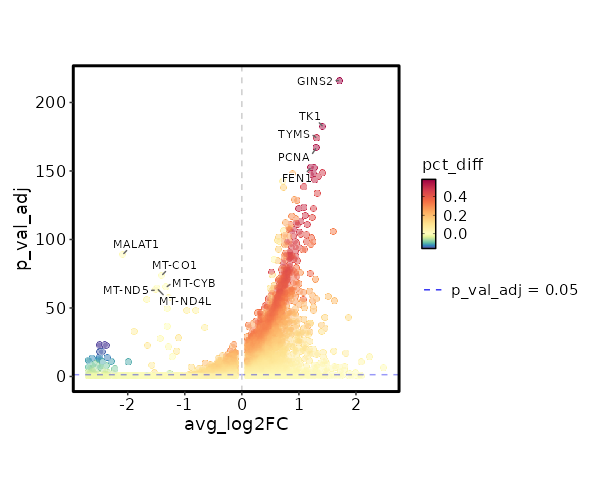 GINS2
200
TK1
TYMS
PCNA
pct_diff
150
FEN1
0.4
0.2
0.0
p_val_adj
100
MALAT1
MT-CO1
MT-CYB
MT-ND5
MT-ND4L
p_val_adj = 0.05
50
0
-2
-1
0
1
2
avg_log2FC